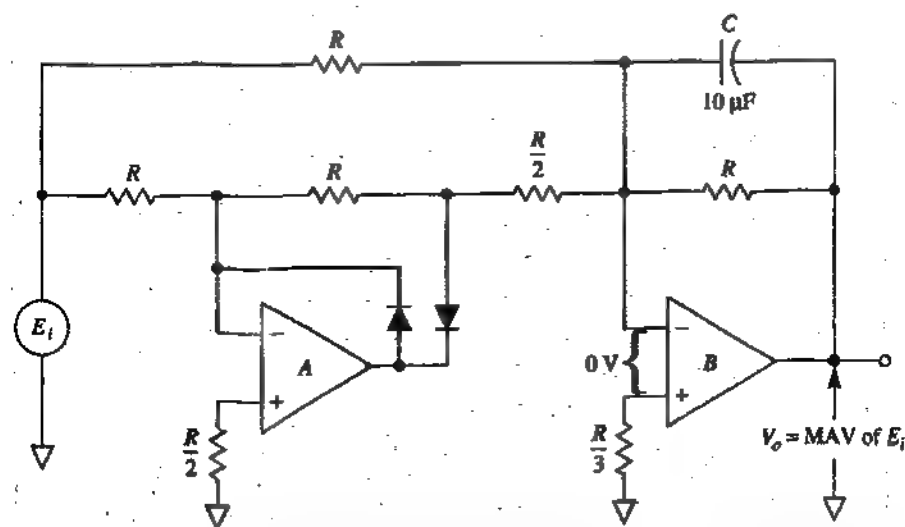 C
R
10 μF
R
R
R/2
R
E_i
−
A
+
0 V
−
B
+
R/2
R/3
V_o = MAV of E_i